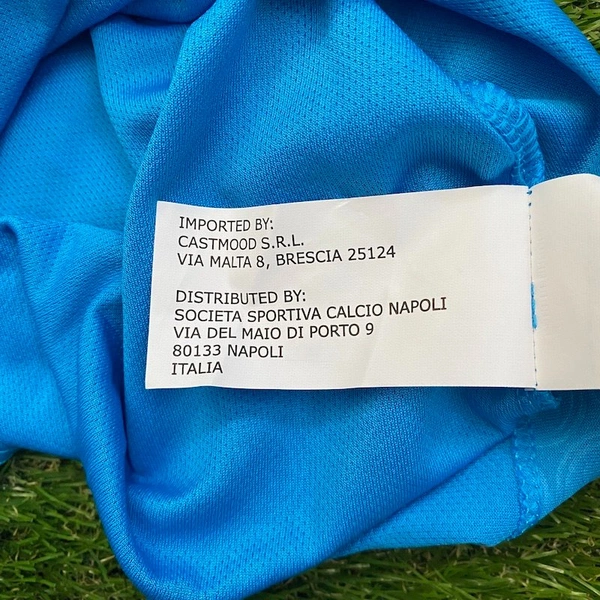 IMPORTED BY:
CASTMOOD S.R.L.
VIA MALTA 8, BRESCIA 25124
DISTRIBUTED BY:
SOCIETA SPORTIVA CALCIO NAPOLI
VIA DEL MAIO DI PORTO 9
80133 NAPOLI
ITALIA